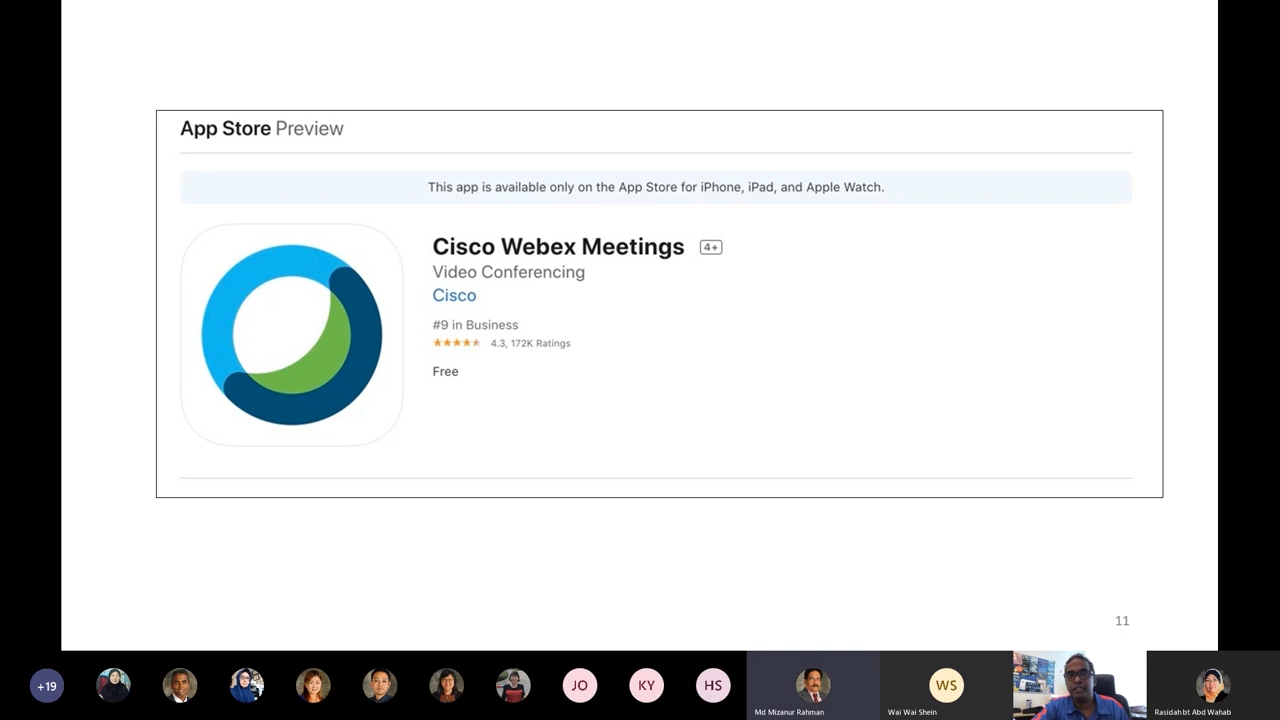 App Store Preview
This app is available only on the App Store for iPhone, iPad, and Apple Watch.
Cisco Webex Meetings 4+
Video Conferencing
Cisco
#9 in Business
4.3, 172K Ratings
Free
11
+19
JO
KY
HS
WS
Md Mizanur Rahman
Wai Wai Shein
Rasidah bt Abd Wahab